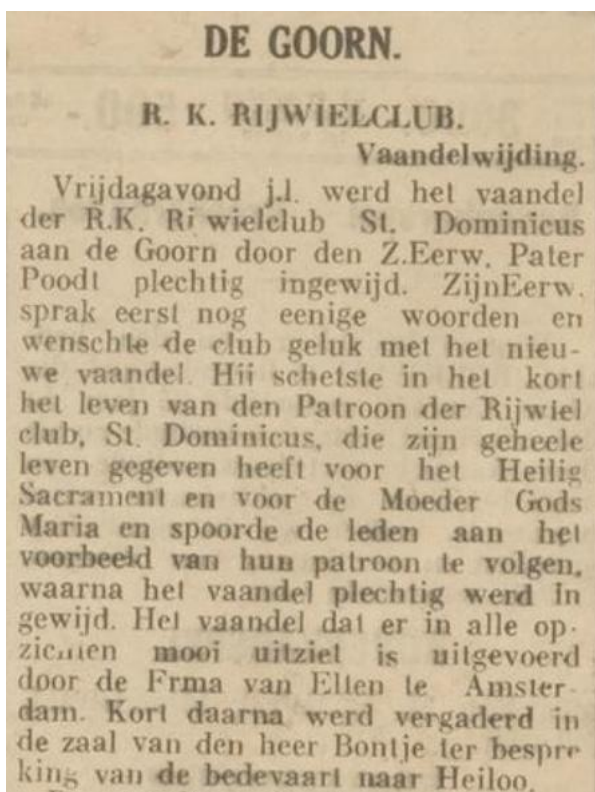 DE GOORN.
R. K. RIJWIELCLUB.
Vaandelwijding.
Vrijdagavond j.l. werd het vaandel
der R.K. Rijwielclub St. Dominicus
aan de Goorn door den Z.Eerw. Pater
Poodt plechtig ingewijd. ZijnEerw.
sprak eerst nog eenige woorden en
wenschte de club geluk met het nieu-
we vaandel. Hij schetste in het kort
het leven van den Patroon der Rijwiel
club, St. Dominicus, die zijn geheele
leven gegeven heeft voor het Heilig
Sacrament en voor de Moeder Gods
Maria en spoorde de leden aan het
voorbeeld van hun patroon te volgen,
waarna het vaandel plechtig werd in
gewijd. Het vaandel dat er in alle op-
zichten mooi uitziet is uitgevoerd
door de Frma van Elten te Amster-
dam. Kort daarna werd vergaderd in
de zaal van den heer Bontje ter bespre
king van de bedevaart naar Heiloo.